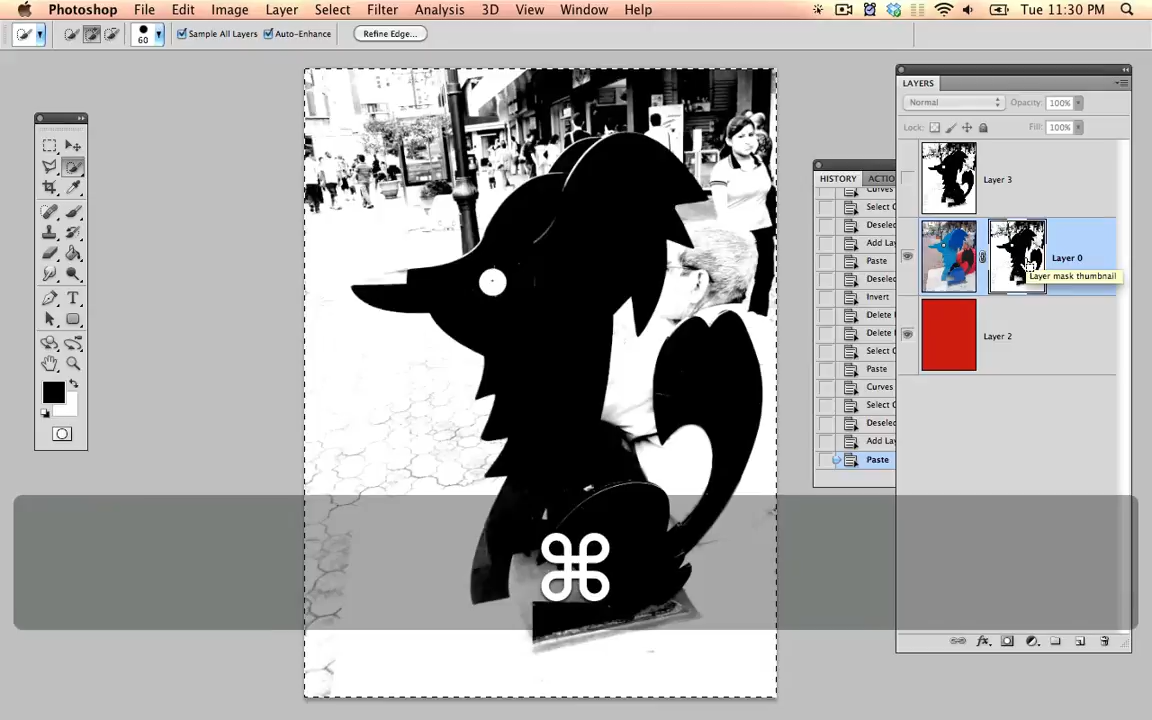 Photoshop File Edit Image Layer Select Filter Analysis 3D View Window Help Tue 11:30 PM
60 Sample All Layers Auto-Enhance Refine Edge...
LAYERS
Normal Opacity: 100%
Lock: Fill: 100%
Layer 3
Layer 0
Layer mask thumbnail
Layer 2
HISTORY ACTIO
Curves
Select C
Deselec
Add Lay
Paste
Deselec
Invert
Delete l
Delete l
Select C
Paste
Curves
Select C
Deselec
Add Lay
Paste
T
⌘